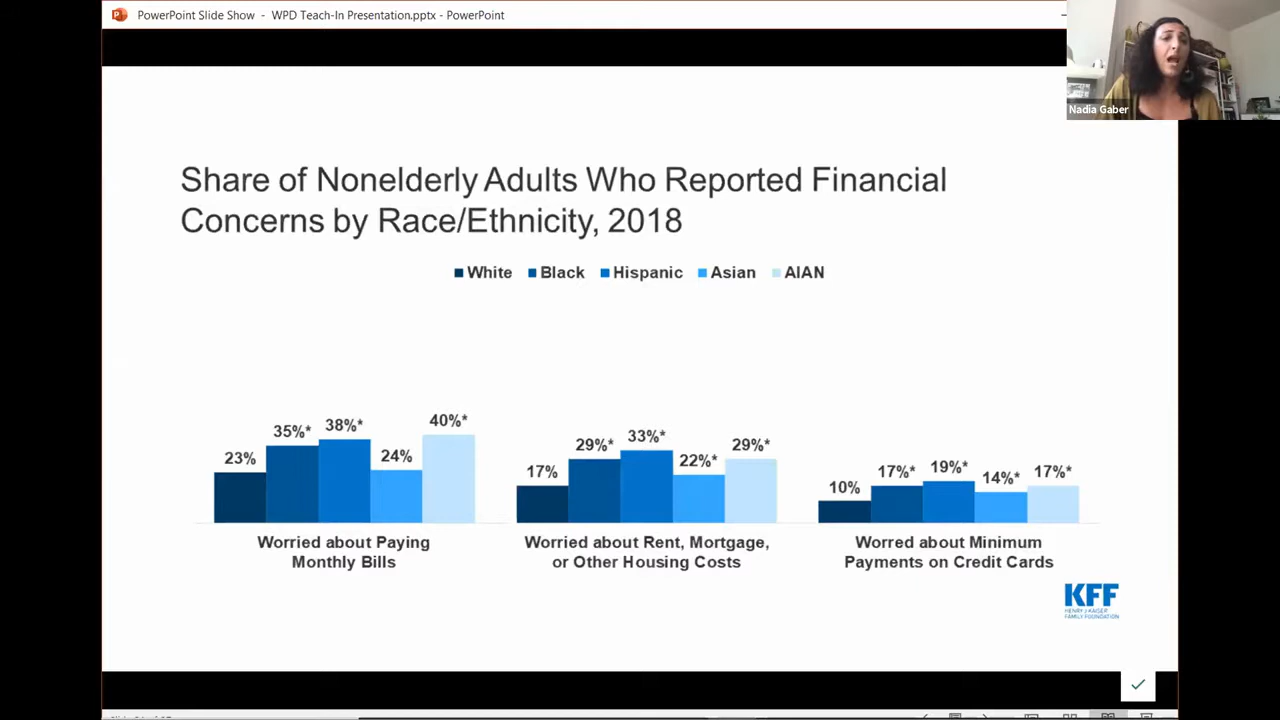 PowerPoint Slide Show - WPD Teach-In Presentation.pptx - PowerPoint
Nadia Gaber
Share of Nonelderly Adults Who Reported Financial
Concerns by Race/Ethnicity, 2018
White Black Hispanic Asian AIAN
23% 35%* 38%* 24% 40%*
17% 29%* 33%* 22%* 29%*
10% 17%* 19%* 14%* 17%*
Worried about Paying
Monthly Bills
Worried about Rent, Mortgage,
or Other Housing Costs
Worred about Minimum
Payments on Credit Cards
KFF
HENRY J KAISER
FAMILY FOUNDATION